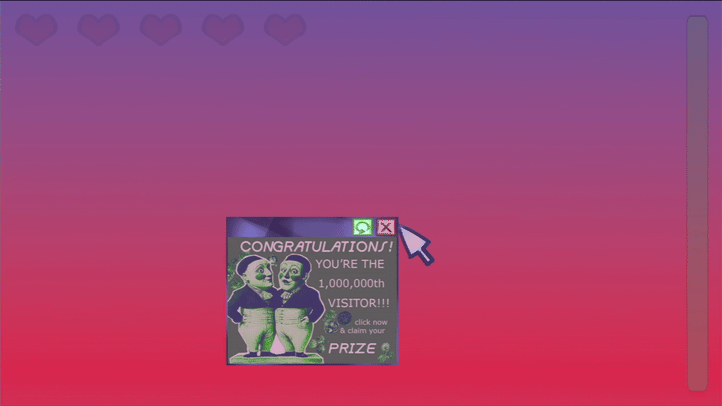 CONGRATULATIONS!
YOU'RE THE
1,000,000th
VISITOR!!!
click now
& claim your
PRIZE